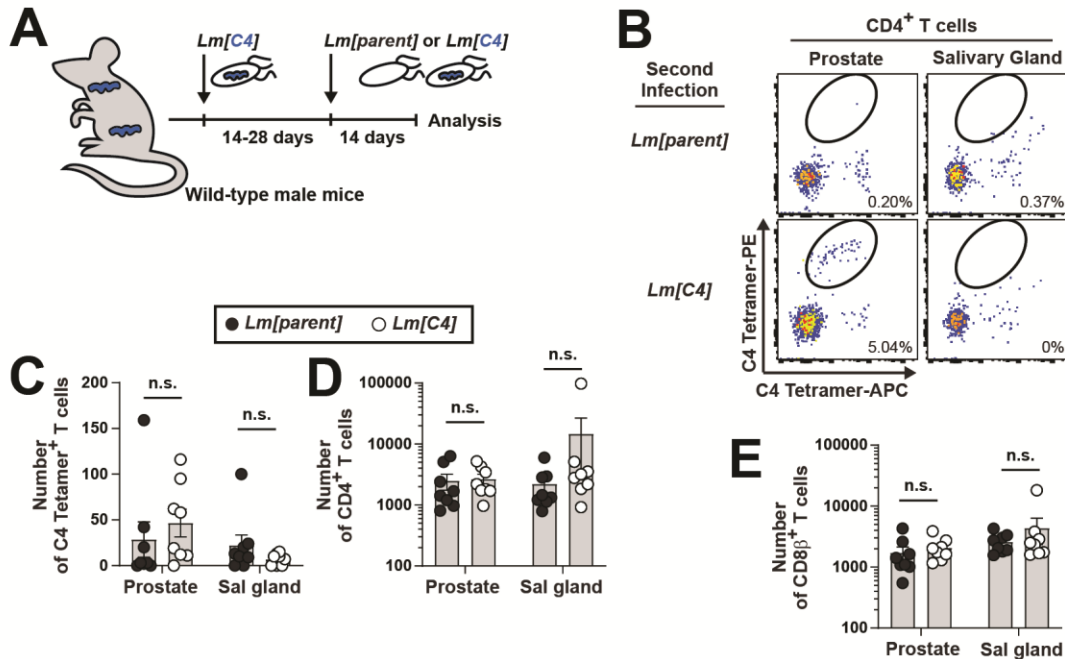 A
Lm[C4]
Lm[parent] or Lm[C4]
14-28 days
14 days
Analysis
Wild-type male mice
B
CD4+ T cells
Second
Infection
Prostate
Salivary Gland
Lm[parent]
0.20%
0.37%
Lm[C4]
5.04%
0%
C4 Tetramer-PE
C4 Tetramer-APC
Lm[parent]
Lm[C4]
C
Number
of C4 Tetamer+ T cells
200
150
100
50
0
n.s.
n.s.
Prostate
Sal gland
D
Number
of CD4+ T cells
100000
10000
1000
100
n.s.
n.s.
Prostate
Sal gland
E
Number
of CD8β+ T cells
100000
10000
1000
100
n.s.
n.s.
Prostate
Sal gland